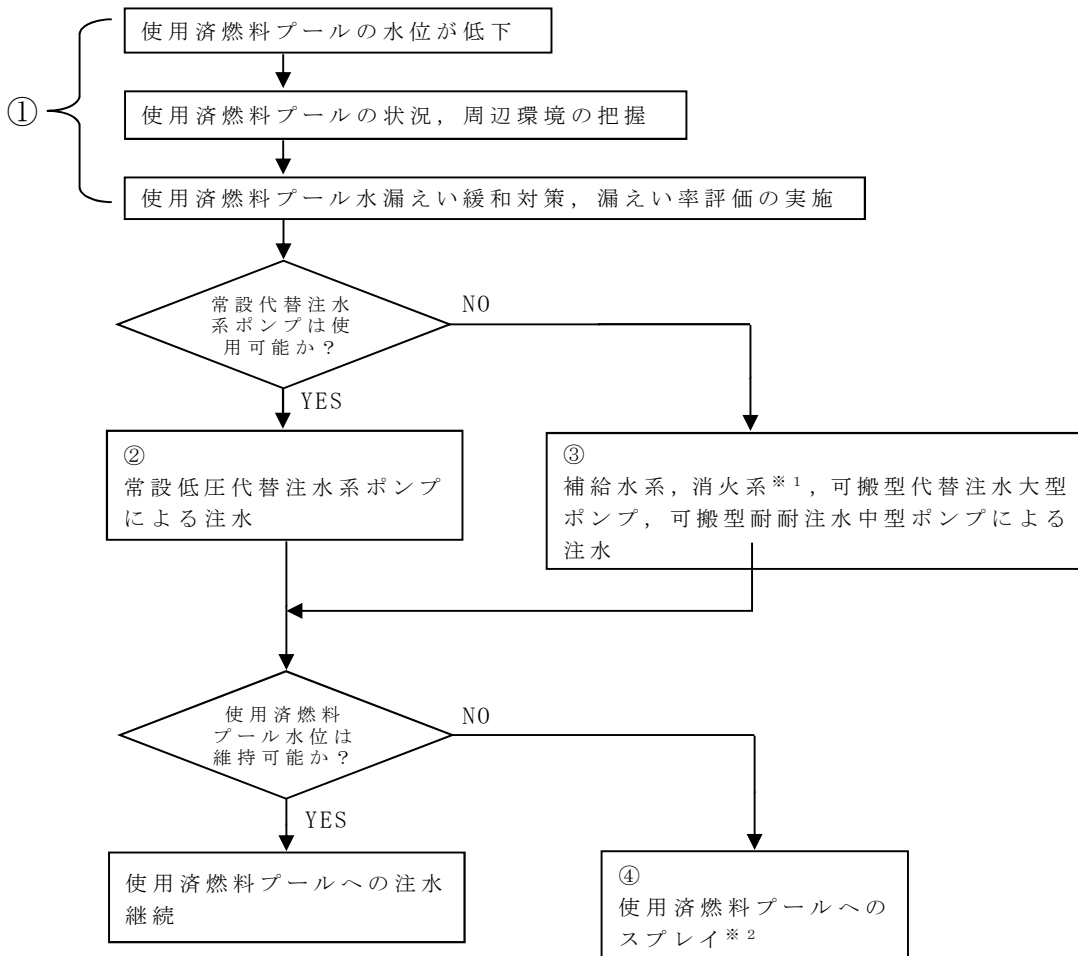 使用済燃料プールの水位が低下
①
使用済燃料プールの状況，周辺環境の把握
使用済燃料プール水漏えい緩和対策，漏えい率評価の実施
常設代替注水
系ポンプは使
用可能か？
NO
YES
②
常設低圧代替注水系ポンプ
による注水
③
補給水系，消火系※１，可搬型代替注水大型
ポンプ，可搬型耐耐注水中型ポンプによる
注水
使用済燃料
プール水位は
維持可能か？
NO
YES
使用済燃料プールへの注水
継続
④
使用済燃料プールへの
スプレイ※２